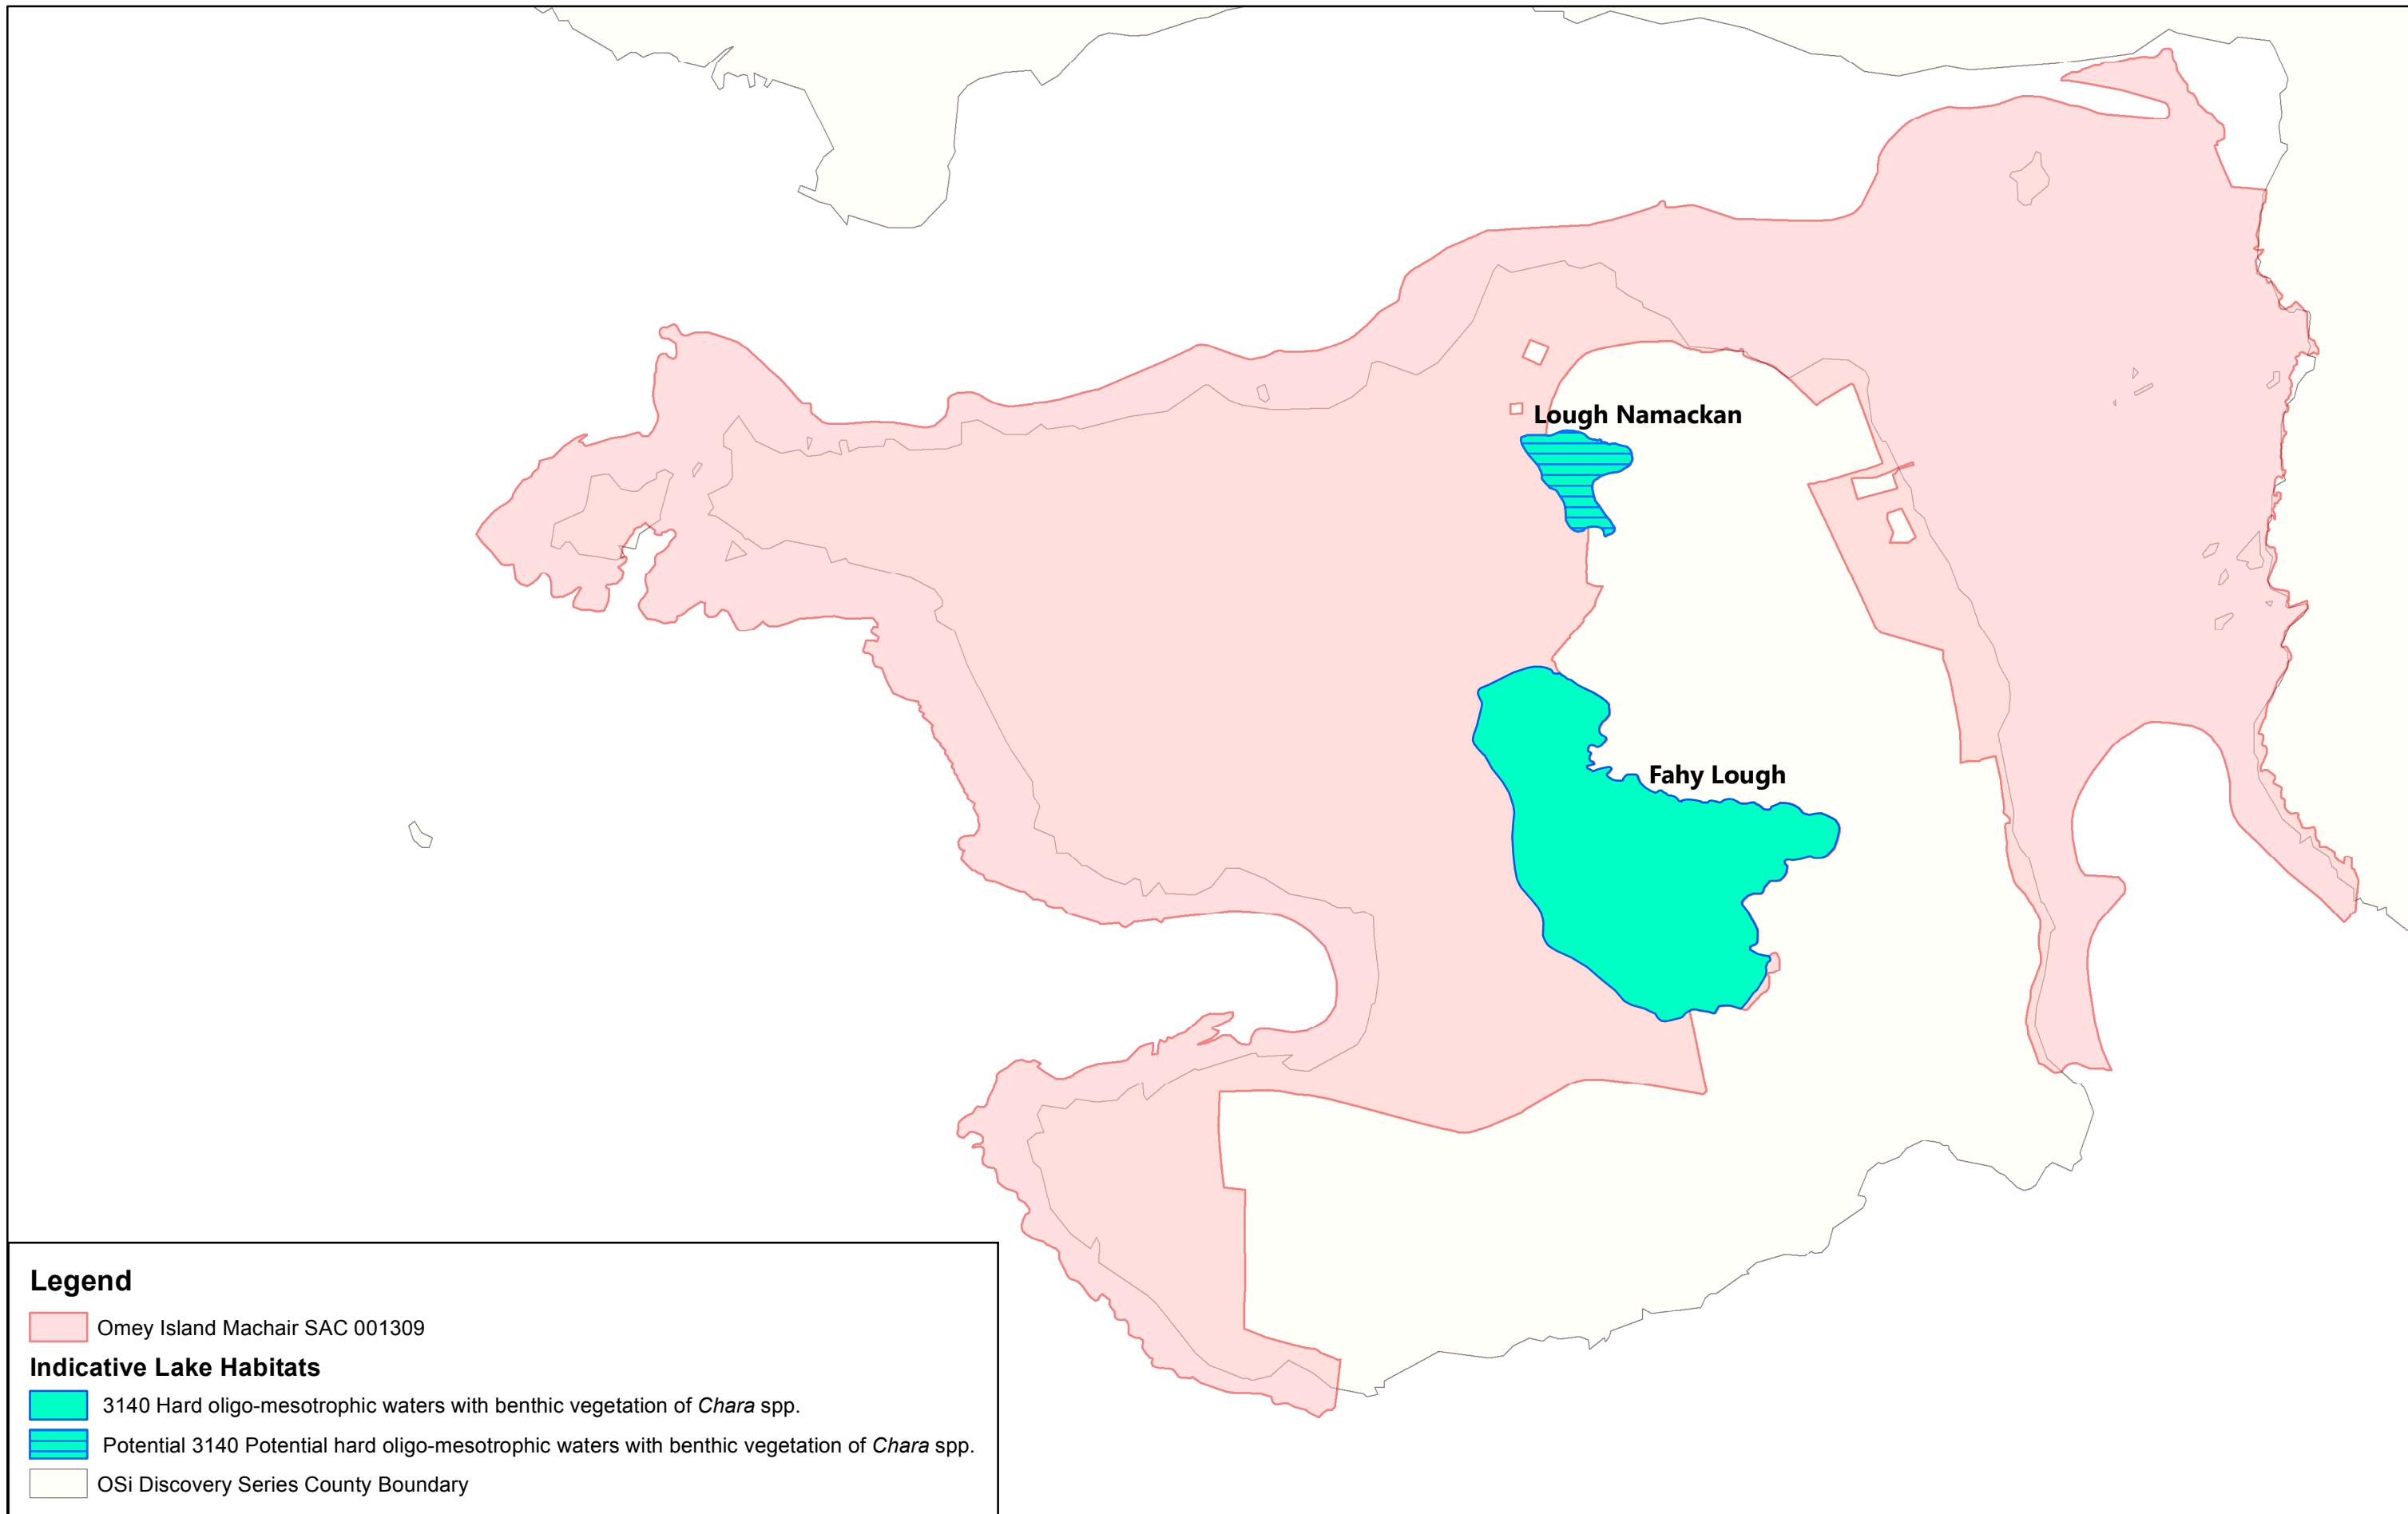 Lough Namackan
Fahy Lough
Legend
Omey Island Machair SAC 001309
Indicative Lake Habitats
3140 Hard oligo-mesotrophic waters with benthic vegetation of Chara spp.
Potential 3140 Potential hard oligo-mesotrophic waters with benthic vegetation of Chara spp.
OSi Discovery Series County Boundary